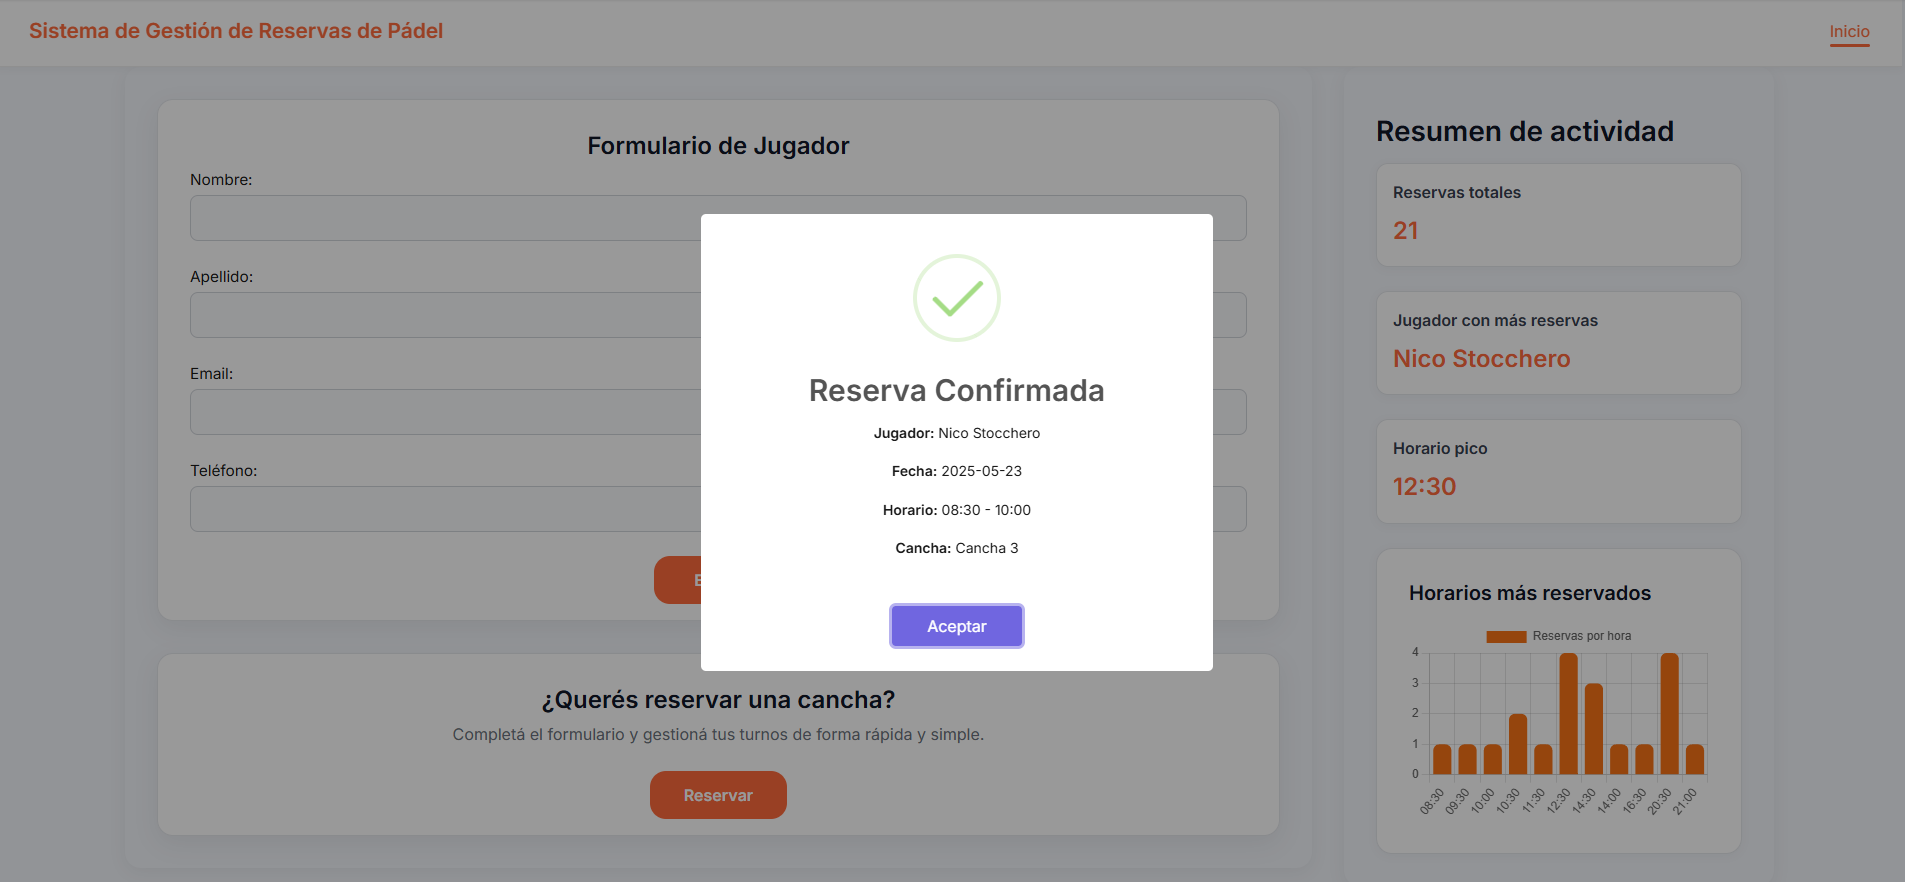 Sistema de Gestión de Reservas de Pádel
Inicio
Formulario de Jugador
Nombre:
Apellido:
Email:
Teléfono:
¿Querés reservar una cancha?
Completá el formulario y gestioná tus turnos de forma rápida y simple.
Reservar
Reserva Confirmada
Jugador: Nico Stocchero
Fecha: 2025-05-23
Horario: 08:30 - 10:00
Cancha: Cancha 3
Aceptar
Resumen de actividad
Reservas totales
21
Jugador con más reservas
Nico Stocchero
Horario pico
12:30
Horarios más reservados
Reservas por hora
4
3
2
1
0
08:30 09:30 10:00 10:30 11:30 12:30 14:30 14:00 16:30 20:30 21:00